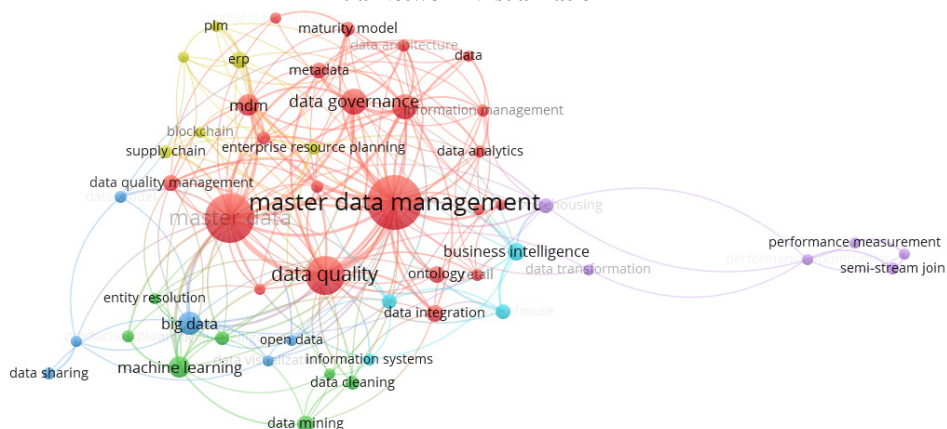 plm
maturity model
data architecture
data
erp
metadata
mdm
data governance
information management
blockchain
enterprise resource planning
supply chain
data analytics
data quality management
master data management
master data
business intelligence
performance measurement
data quality
ontology
data transformation
semi-stream join
entity resolution
data integration
big data
open data
information systems
machine learning
data sharing
data cleaning
data mining